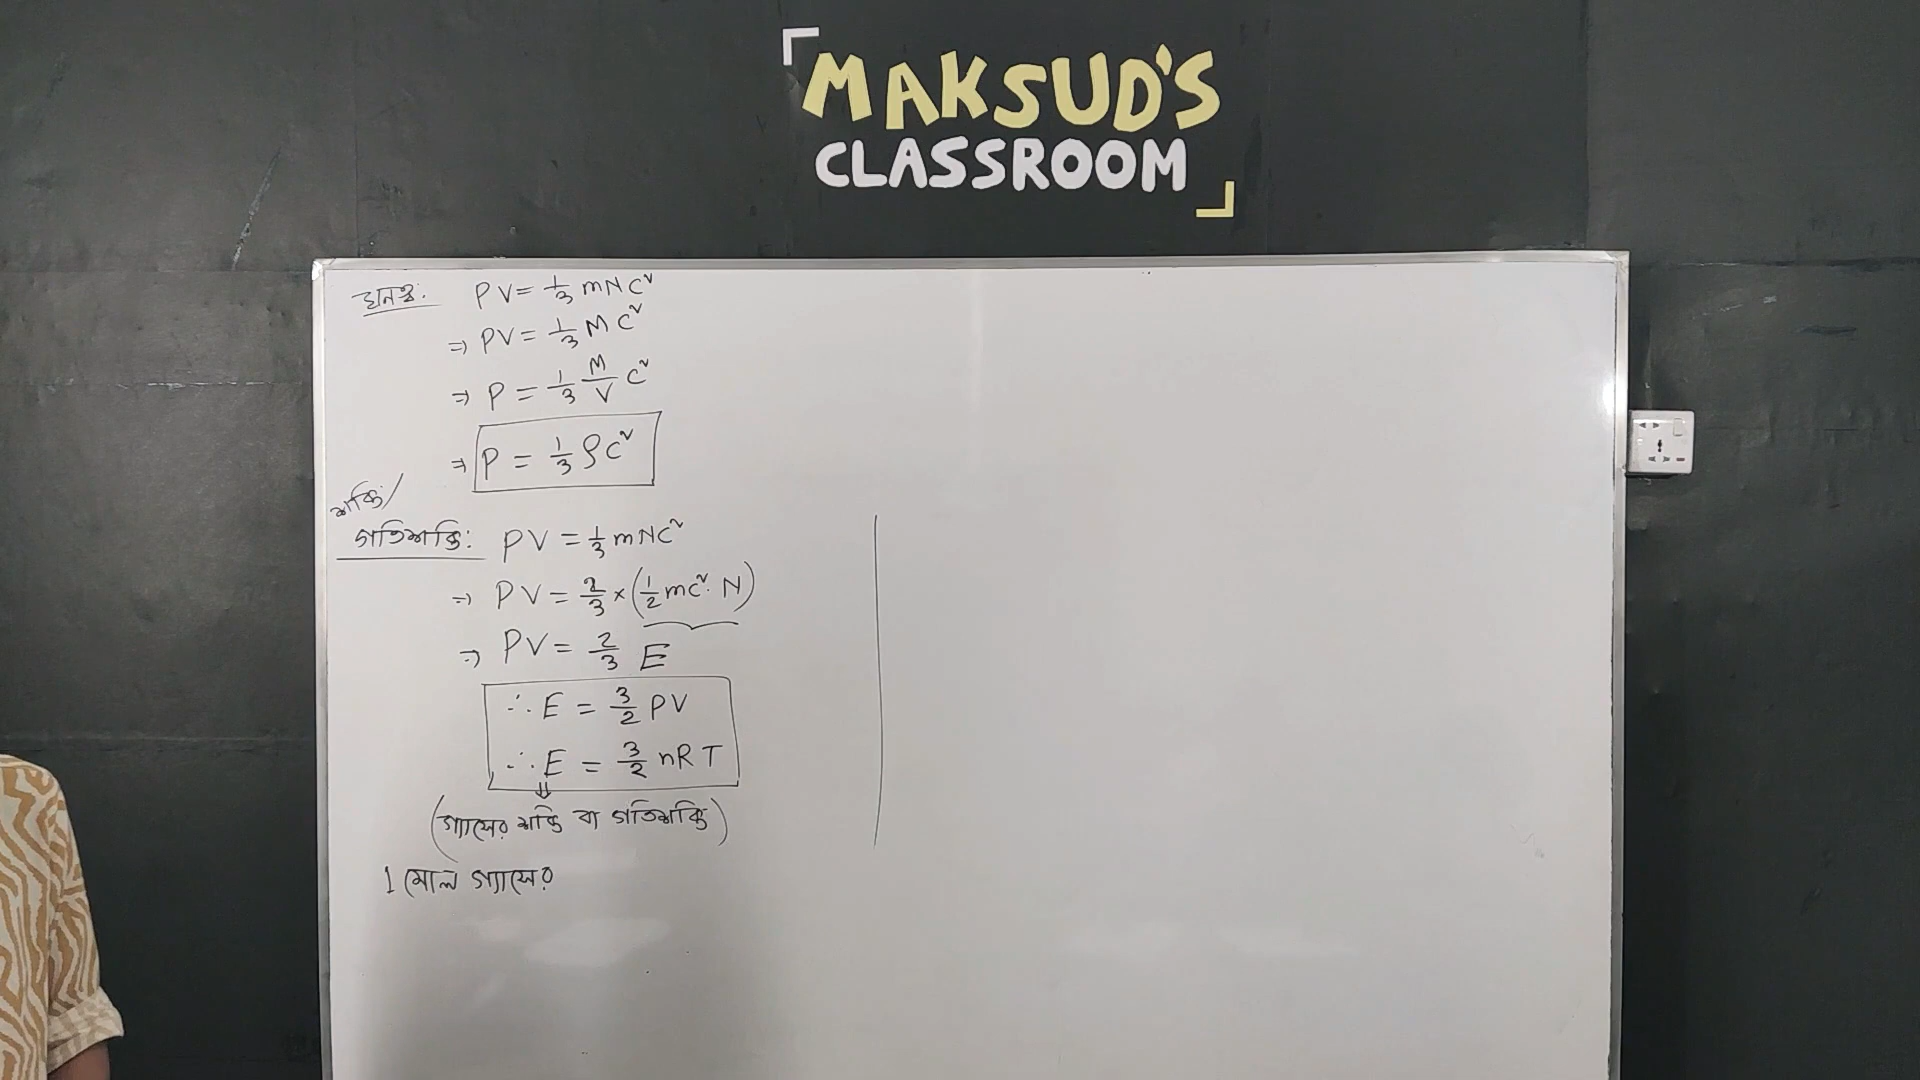 MAKSUD'S
CLASSROOM
ঘনত্ব: PV = 1/3 mNC²
⇒ PV = 1/3 MC²
⇒ P = 1/3 M/V C²
⇒ P = 1/3 ρC²
শক্তি/
গতিশক্তি: PV = 1/3 mNC²
⇒ PV = 2/3 × (1/2 mc². N)
⇒ PV = 2/3 E
∴ E = 3/2 PV
∴ E = 3/2 nRT
(গ্যাসের শক্তি বা গতিশক্তি)
1 মোল গ্যাসের